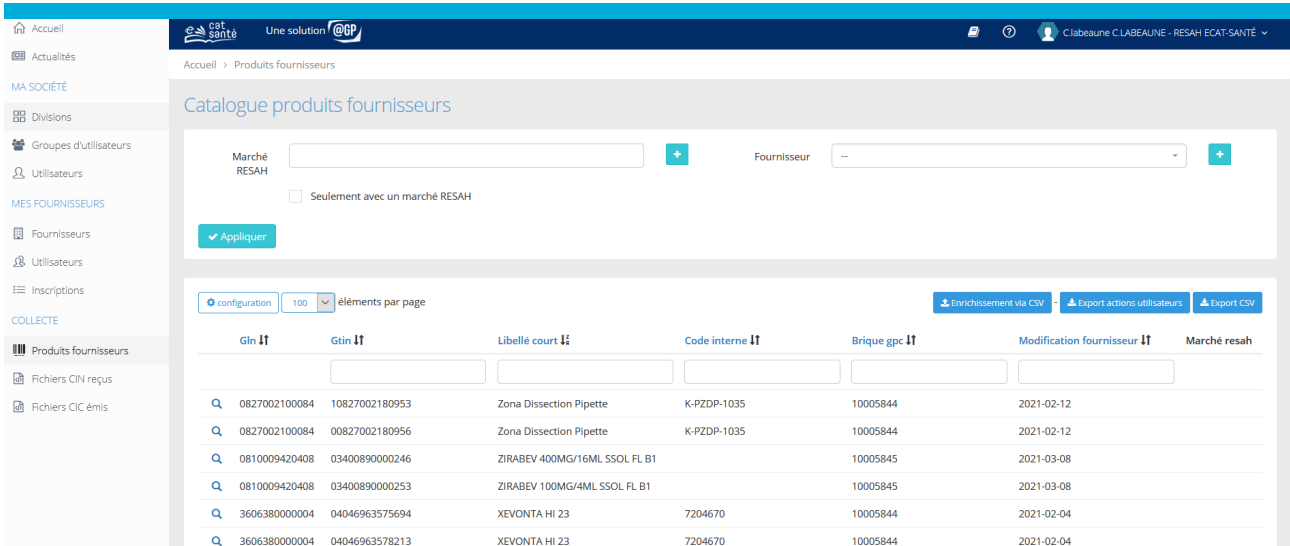 Accueil
Actualités
MA SOCIÉTÉ
Divisions
Groupes d'utilisateurs
Utilisateurs
MES FOURNISSEURS
Fournisseurs
Utilisateurs
Inscriptions
COLLECTE
Produits fournisseurs
Fichiers CIN reçus
Fichiers CIC émis
e cat santé Une solution @GP C.labeaune C.LABEAUNE - RESAH ECAT-SANTÉ
Accueil > Produits fournisseurs
Catalogue produits fournisseurs
Marché RESAH + Fournisseur -- +
Seulement avec un marché RESAH
Appliquer
configuration 100 éléments par page Enrichissement via CSV - Export actions utilisateurs Export CSV
Gln Gtin Libellé court Code interne Brique gpc Modification fournisseur Marché resah
0827002100084 10827002180953 Zona Dissection Pipette K-PZDP-1035 10005844 2021-02-12
0827002100084 00827002180956 Zona Dissection Pipette K-PZDP-1035 10005844 2021-02-12
0810009420408 03400890000246 ZIRABEV 400MG/16ML SSOL FL B1 10005845 2021-03-08
0810009420408 03400890000253 ZIRABEV 100MG/4ML SSOL FL B1 10005845 2021-03-08
3606380000004 04046963575694 XEVONTA HI 23 7204670 10005844 2021-02-04
3606380000004 04046963578213 XEVONTA HI 23 7204670 10005844 2021-02-04